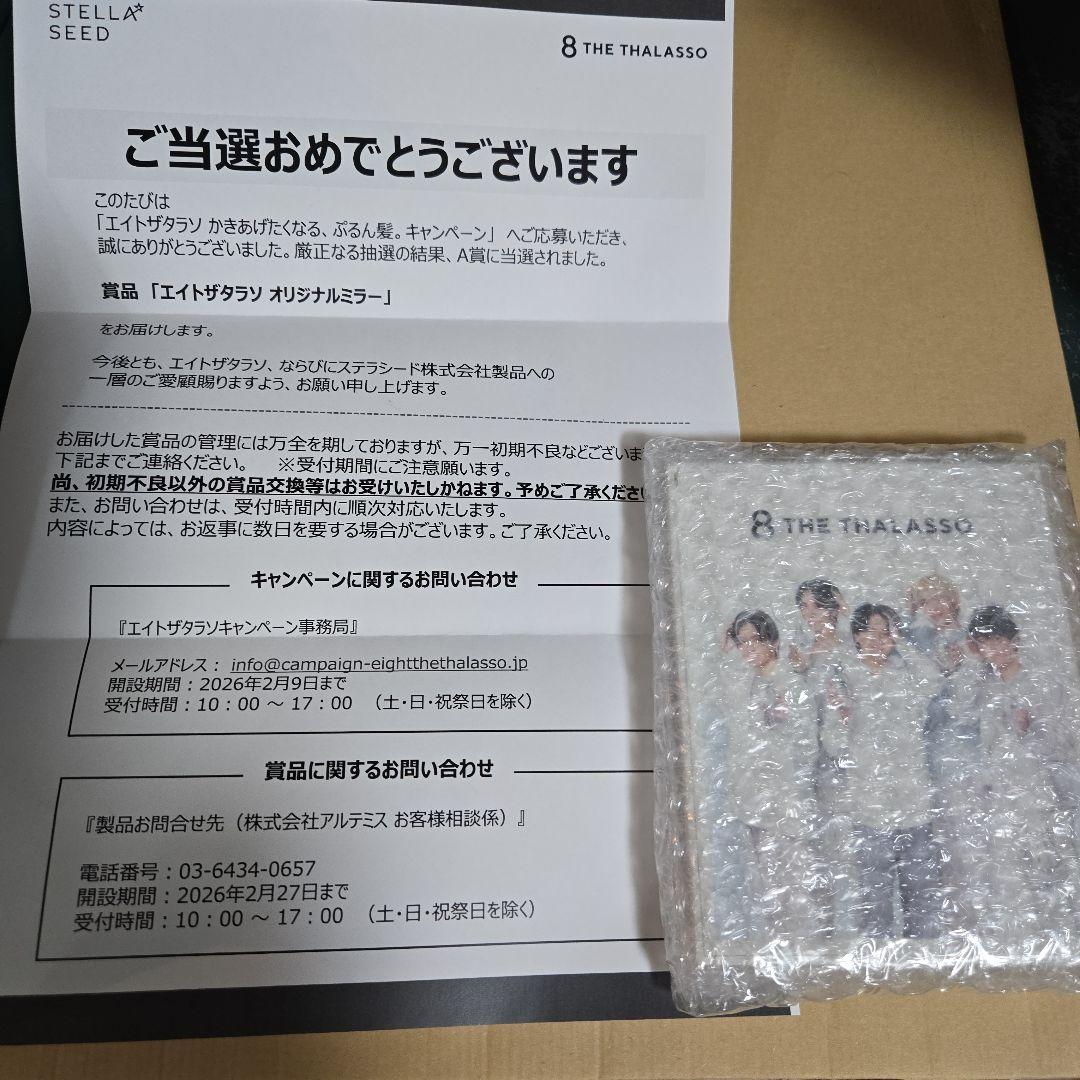 STELLA
SEED
8 THE THALASSO
ご当選おめでとうございます
このたびは
「エイトザタラソ かきあげたくなる、ぷるん髪。キャンペーン」 へご応募いただき、
誠にありがとうございました。厳正なる抽選の結果、A賞に当選されました。
賞品 「エイトザタラソ オリジナルミラー」
をお届けします。
今後とも、エイトザタラソ、ならびにステラシード株式会社製品への
一層のご愛顧賜りますよう、お願い申し上げます。
お届けした賞品の管理には万全を期しておりますが、万一初期不良などございま
下記までご連絡ください。 ※受付期間にご注意願います。
尚、初期不良以外の賞品交換等はお受けいたしかねます。予めご了承くださ
また、お問い合わせは、受付時間内に順次対応いたします。
内容によっては、お返事に数日を要する場合がございます。ご了承ください。
キャンペーンに関するお問い合わせ
『エイトザタラソキャンペーン事務局』
メールアドレス： info@campaign-eightthethalasso.jp
開設期間：2026年2月9日まで
受付時間：10：00 ～ 17：00 （土・日・祝祭日を除く）
賞品に関するお問い合わせ
『製品お問合せ先（株式会社アルテミス お客様相談係）』
電話番号：03-6434-0657
開設期間：2026年2月27日まで
受付時間：10：00 ～ 17：00 （土・日・祝祭日を除く）
8 THE THALASSO